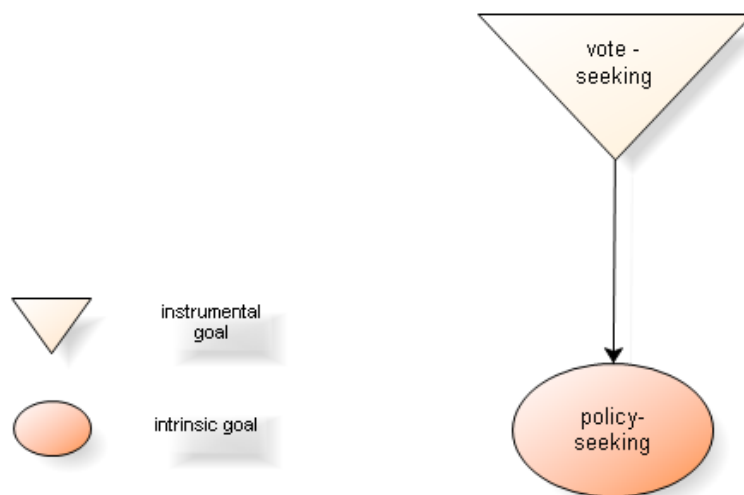 vote -
seeking
instrumental
goal
intrinsic goal
policy-
seeking